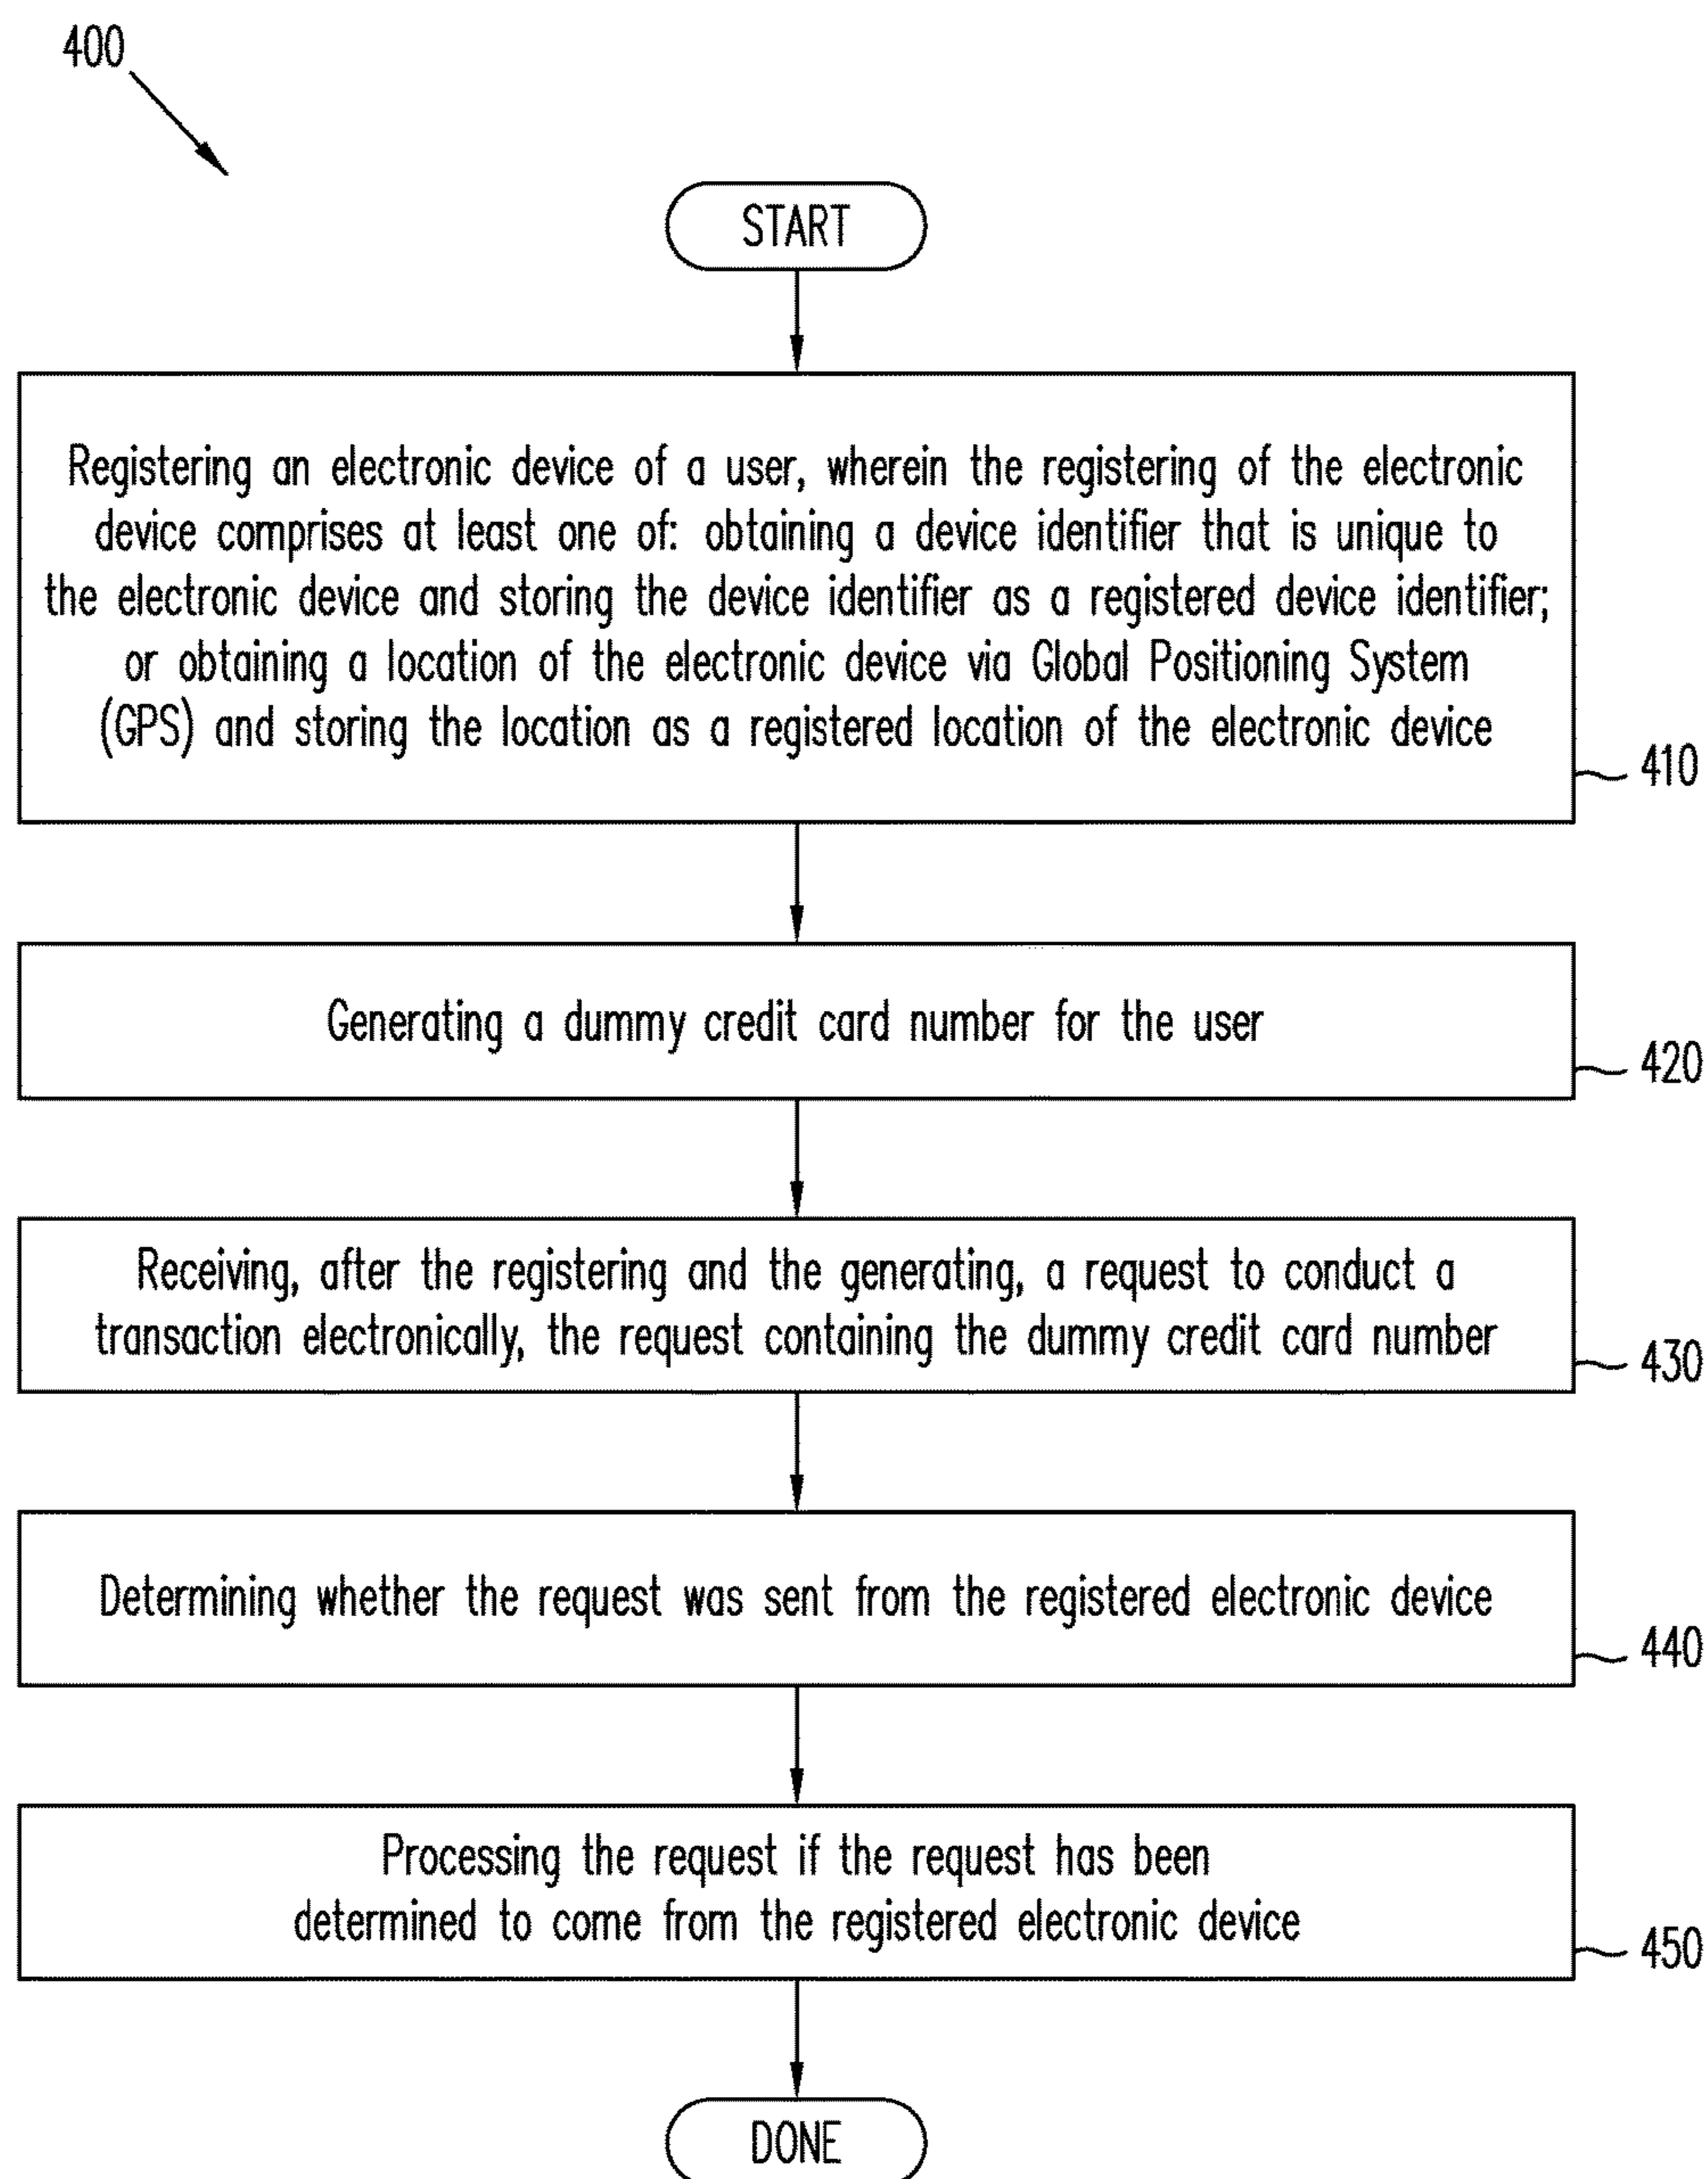 400
START
Registering an electronic device of a user, wherein the registering of the electronic
device comprises at least one of: obtaining a device identifier that is unique to
the electronic device and storing the device identifier as a registered device identifier;
or obtaining a location of the electronic device via Global Positioning System
(GPS) and storing the location as a registered location of the electronic device
410
Generating a dummy credit card number for the user
420
Receiving, after the registering and the generating, a request to conduct a
transaction electronically, the request containing the dummy credit card number
430
Determining whether the request was sent from the registered electronic device
440
Processing the request if the request has been
determined to come from the registered electronic device
450
DONE